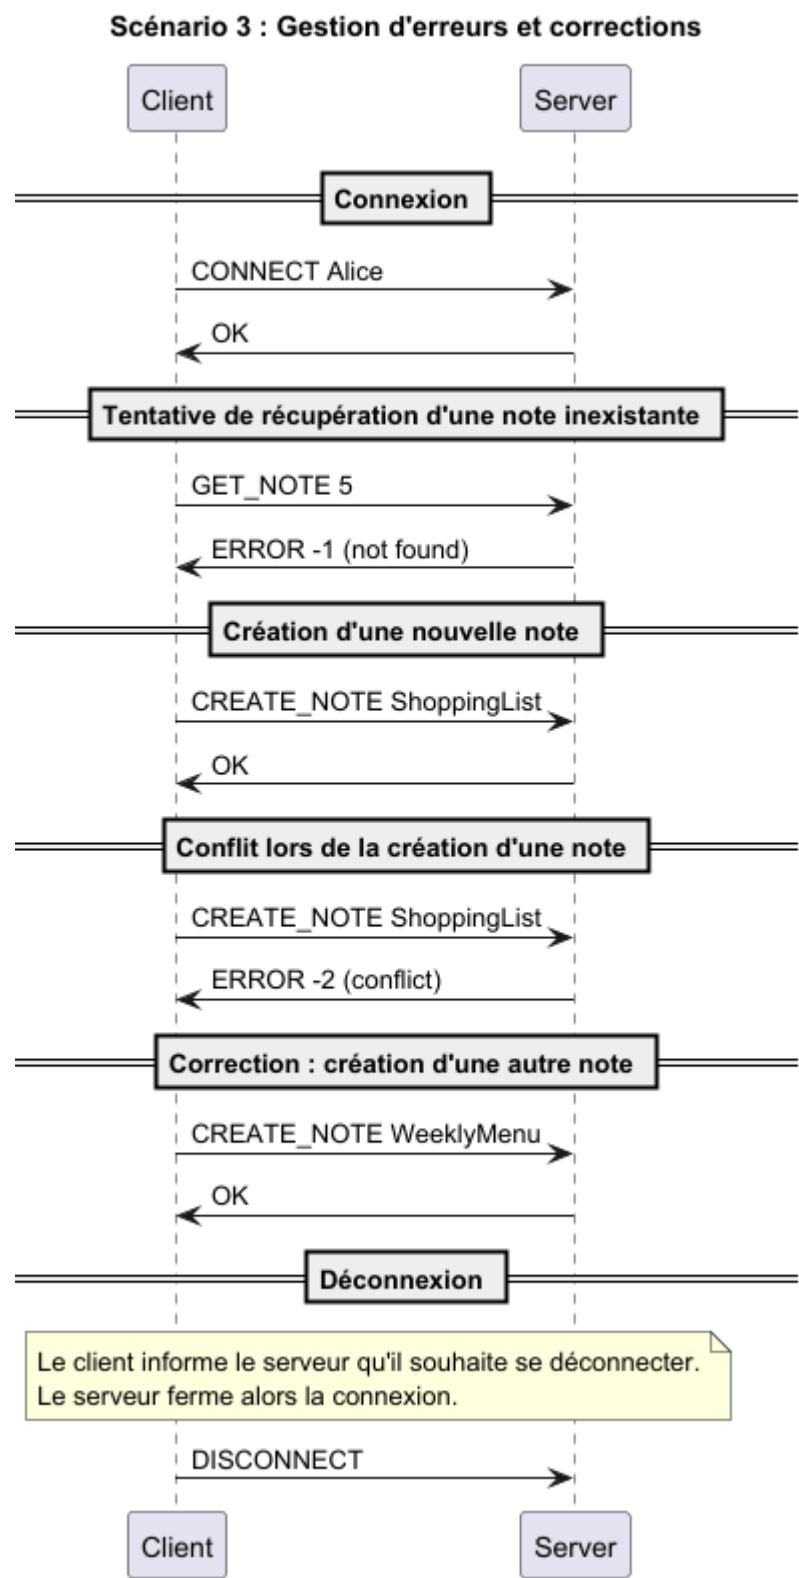 Scénario 3 : Gestion d'erreurs et corrections
Client
Server
Connexion
CONNECT Alice
OK
Tentative de récupération d'une note inexistante
GET_NOTE 5
ERROR -1 (not found)
Création d'une nouvelle note
CREATE_NOTE ShoppingList
OK
Conflit lors de la création d'une note
CREATE_NOTE ShoppingList
ERROR -2 (conflict)
Correction : création d'une autre note
CREATE_NOTE WeeklyMenu
OK
Déconnexion
Le client informe le serveur qu'il souhaite se déconnecter.
Le serveur ferme alors la connexion.
DISCONNECT
Client
Server